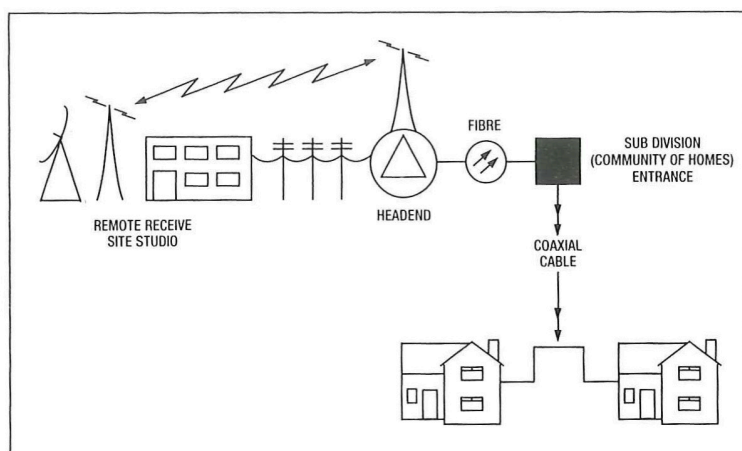 FIBRE
SUB DIVISION
(COMMUNITY OF HOMES)
ENTRANCE
REMOTE RECEIVE
SITE STUDIO
HEADEND
COAXIAL
CABLE